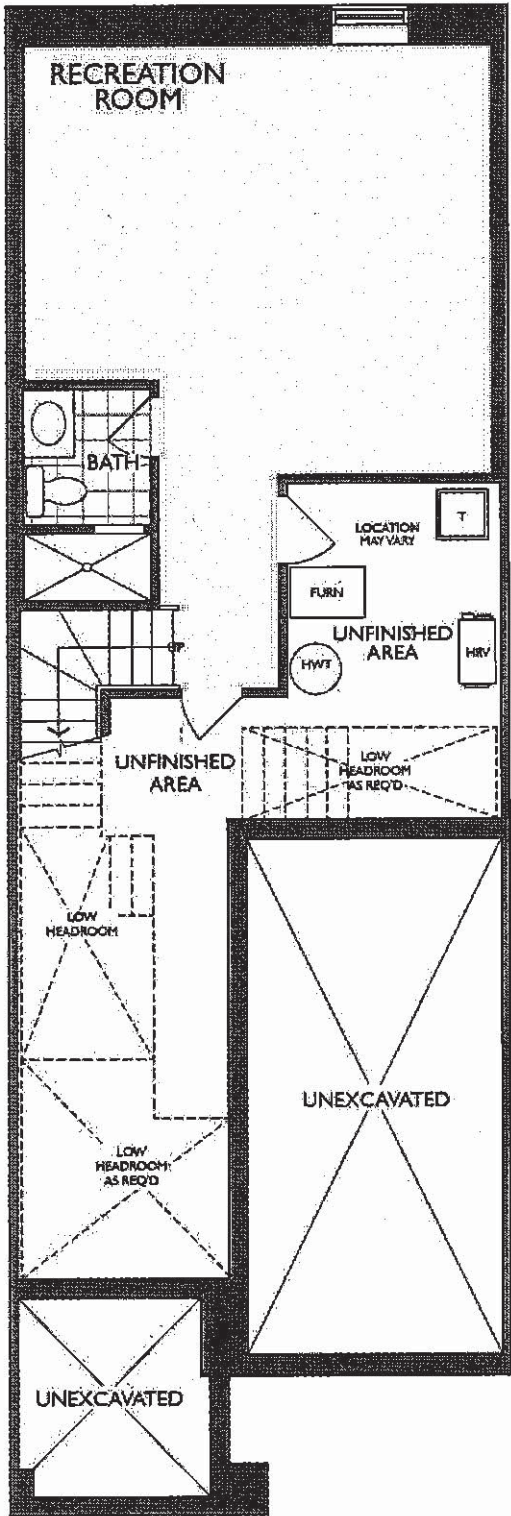 RECREATION
ROOM
BATH
T
LOCATION
MAY VARY
FURN
UNFINISHED
AREA
HWT
HRV
UP
UNFINISHED
AREA
LOW
HEADROOM
AS REQ'D
LOW
HEADROOM
UNEXCAVATED
LOW
HEADROOM
AS REQ'D
UNEXCAVATED